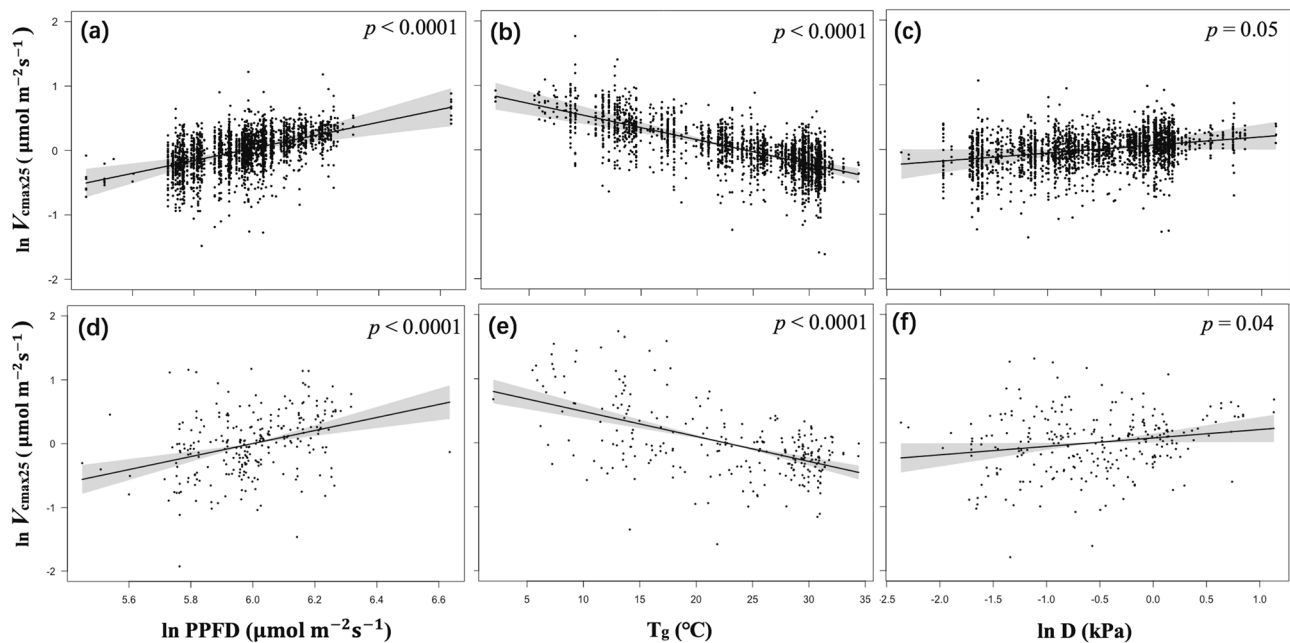 (a) p < 0.0001
(b) p < 0.0001
(c) p = 0.05
2
1
0
-1
-2
ln Vcmax25 ( μmol m−2s−1 )
(d) p < 0.0001
(e) p < 0.0001
(f) p = 0.04
2
1
0
-1
-2
ln Vcmax25 ( μmol m−2s−1 )
5.6 5.8 6.0 6.2 6.4 6.6
5 10 15 20 25 30 35
-2.5 -2.0 -1.5 -1.0 -0.5 0.0 0.5 1.0
ln PPFD (μmol m−2s−1)
Tg (℃)
ln D (kPa)